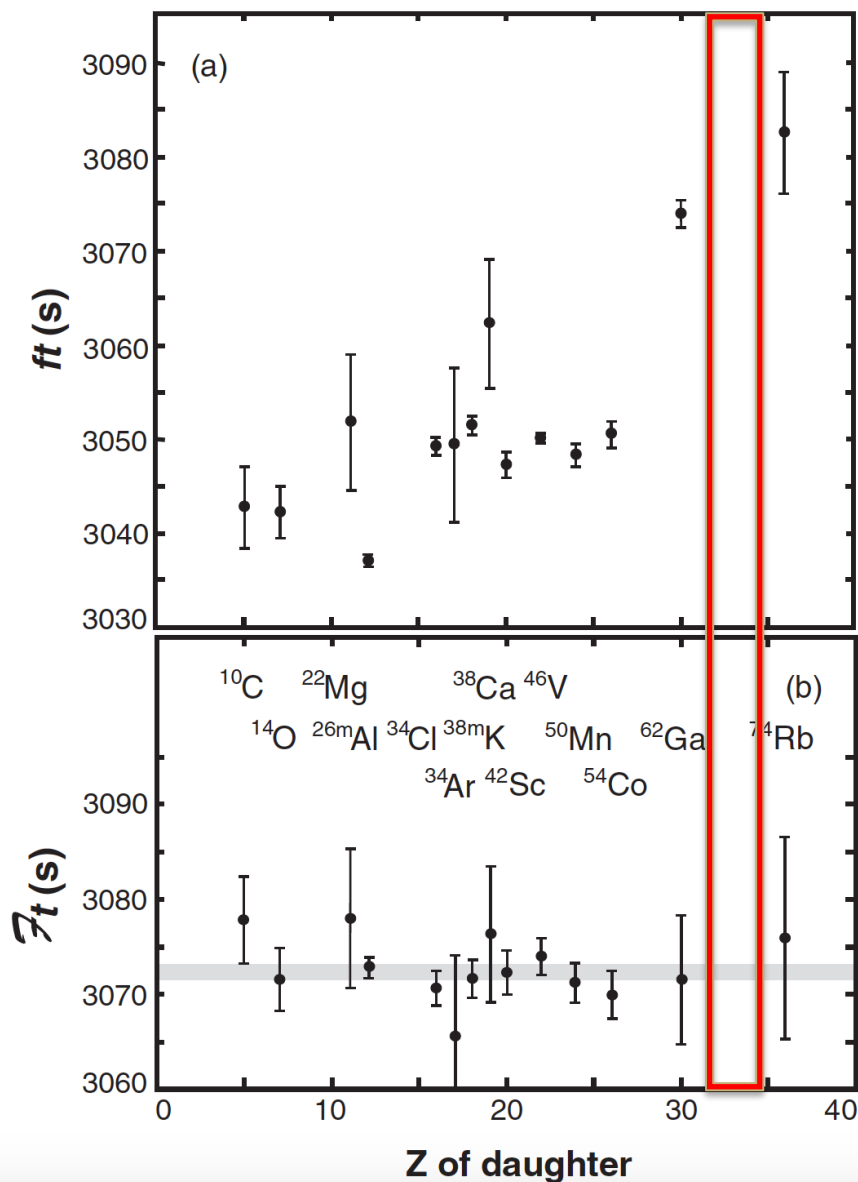 (a)
3090
3080
3070
3060
3050
3040
3030
ft (s)
(b)
¹⁰C ²²Mg ³⁸Ca ⁴⁶V
¹⁴O ²⁶ᵐAl ³⁴Cl ³⁸ᵐK ⁵⁰Mn ⁶²Ga ⁷⁴Rb
³⁴Ar ⁴²Sc ⁵⁴Co
3090
3080
3070
3060
ℱt (s)
0 10 20 30 40
Z of daughter